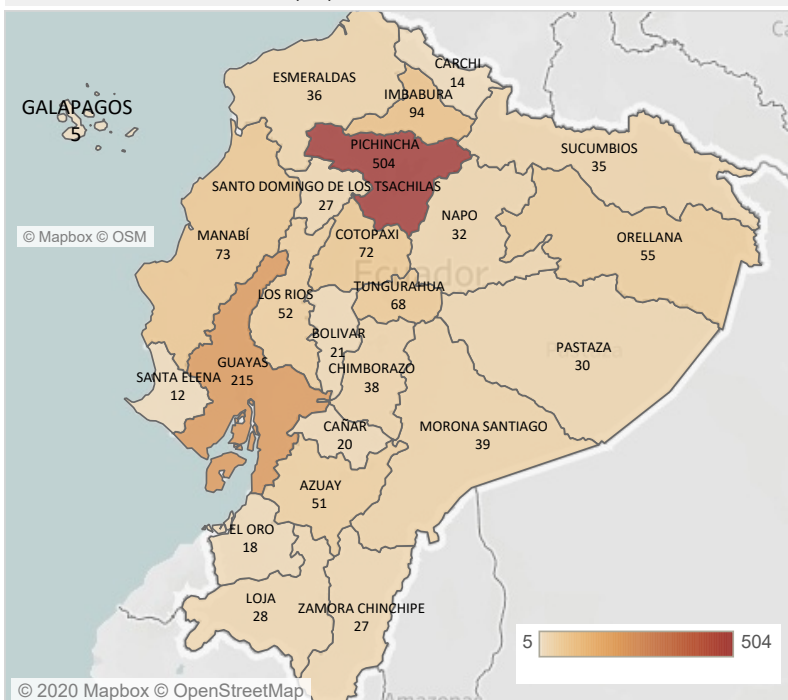 CARCHI
14
ESMERALDAS
36
IMBABURA
94
GALAPAGOS
5
PICHINCHA
504
SUCUMBIOS
35
SANTO DOMINGO DE LOS TSACHILAS
27
NAPO
32
© Mapbox © OSM
MANABÍ
73
COTOPAXI
72
ORELLANA
55
Ecuador
TUNGURAHUA
68
LOS RIOS
52
BOLIVAR
21
PASTAZA
30
GUAYAS
215
CHIMBORAZO
38
SANTA ELENA
12
CAÑAR
20
MORONA SANTIAGO
39
AZUAY
51
EL ORO
18
LOJA
28
ZAMORA CHINCHIPE
27
5 504
© 2020 Mapbox © OpenStreetMap
Amazonas